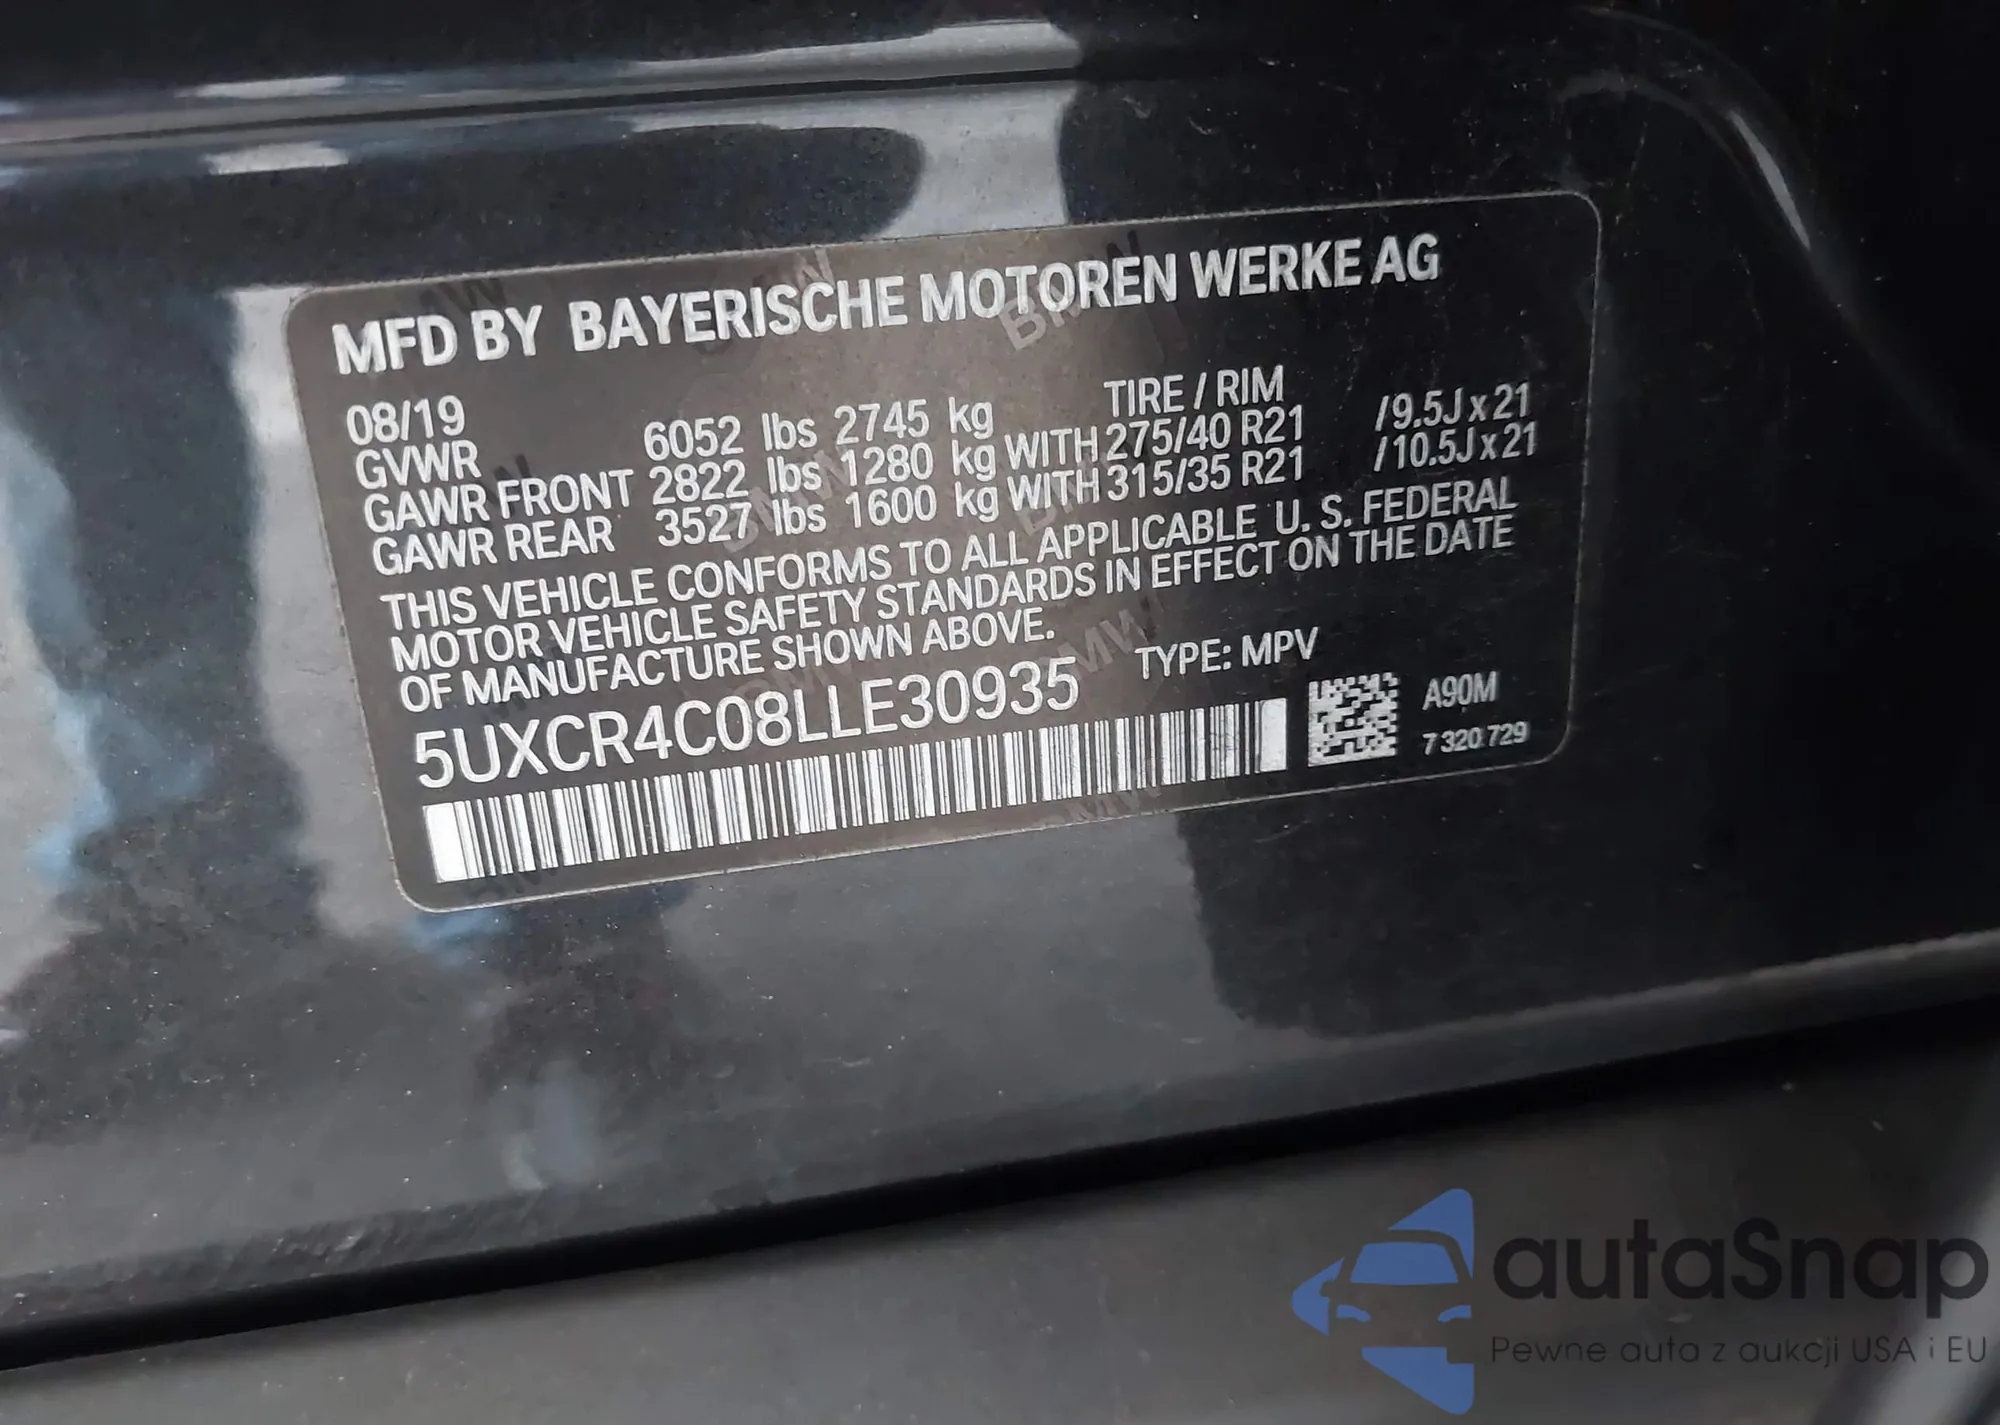 MFD BY BAYERISCHE MOTOREN WERKE AG
08/19 TIRE / RIM
GVWR 6052 lbs 2745 kg
GAWR FRONT 2822 lbs 1280 kg WITH 275/40 R21 /9.5J x 21
GAWR REAR 3527 lbs 1600 kg WITH 315/35 R21 /10.5J x 21
THIS VEHICLE CONFORMS TO ALL APPLICABLE U. S. FEDERAL
MOTOR VEHICLE SAFETY STANDARDS IN EFFECT ON THE DATE
OF MANUFACTURE SHOWN ABOVE.
5UXCR4C08LLE30935 TYPE: MPV
A90M
7 320 729
autaSnap
Pewne auta z aukcji USA i EU